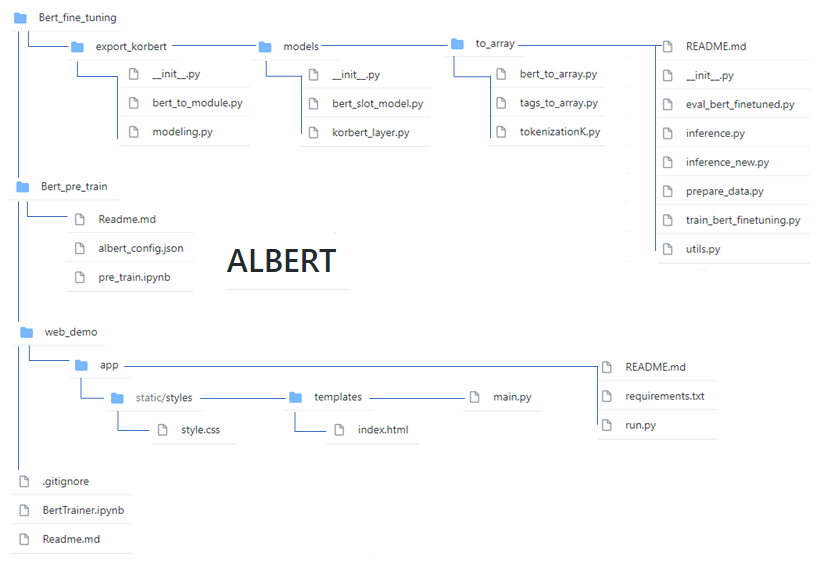 Bert_fine_tuning
export_korbert
models
to_array
README.md
__init__.py
__init__.py
bert_to_array.py
__init__.py
bert_to_module.py
bert_slot_model.py
tags_to_array.py
eval_bert_finetuned.py
modeling.py
korbert_layer.py
tokenizationK.py
inference.py
inference_new.py
prepare_data.py
train_bert_finetuning.py
utils.py
Bert_pre_train
Readme.md
albert_config.json
pre_train.ipynb
ALBERT
web_demo
app
README.md
static/styles
templates
main.py
requirements.txt
style.css
index.html
run.py
.gitignore
BertTrainer.ipynb
Readme.md